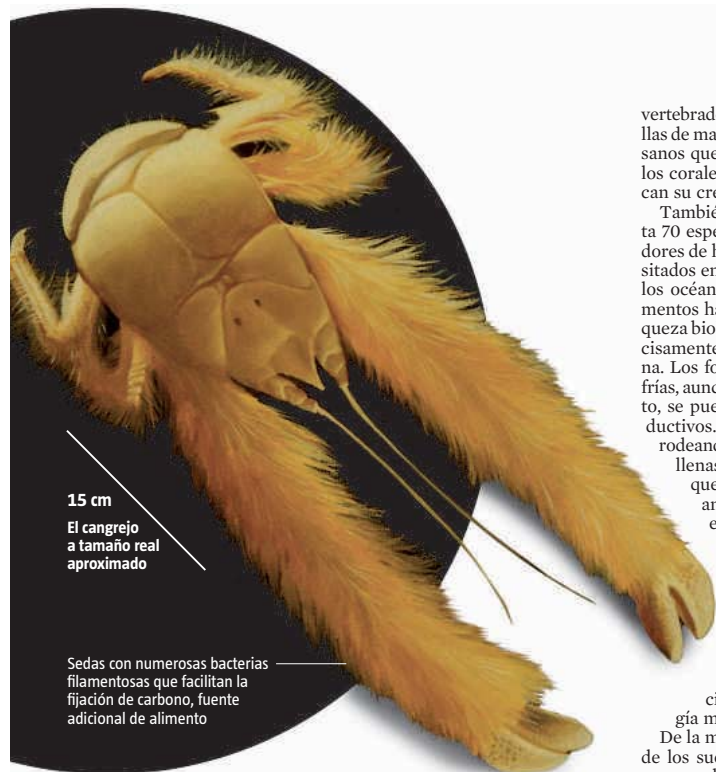 15 cm
El cangrejo
a tamaño real
aproximado
Sedas con numerosas bacterias
filamentosas que facilitan la
fijación de carbono, fuente
adicional de alimento
vertebrad
llas de ma
sanos que
los corale
can su cre
Tambié
ta 70 espe
dores de h
sitados en
los océan
mentos ha
queza bio
cisamente
na. Los fo
frías, aunc
to, se pue
ductivos.
rodeand
llenas
que
an
e
ci
gía m
De la m
de los sue